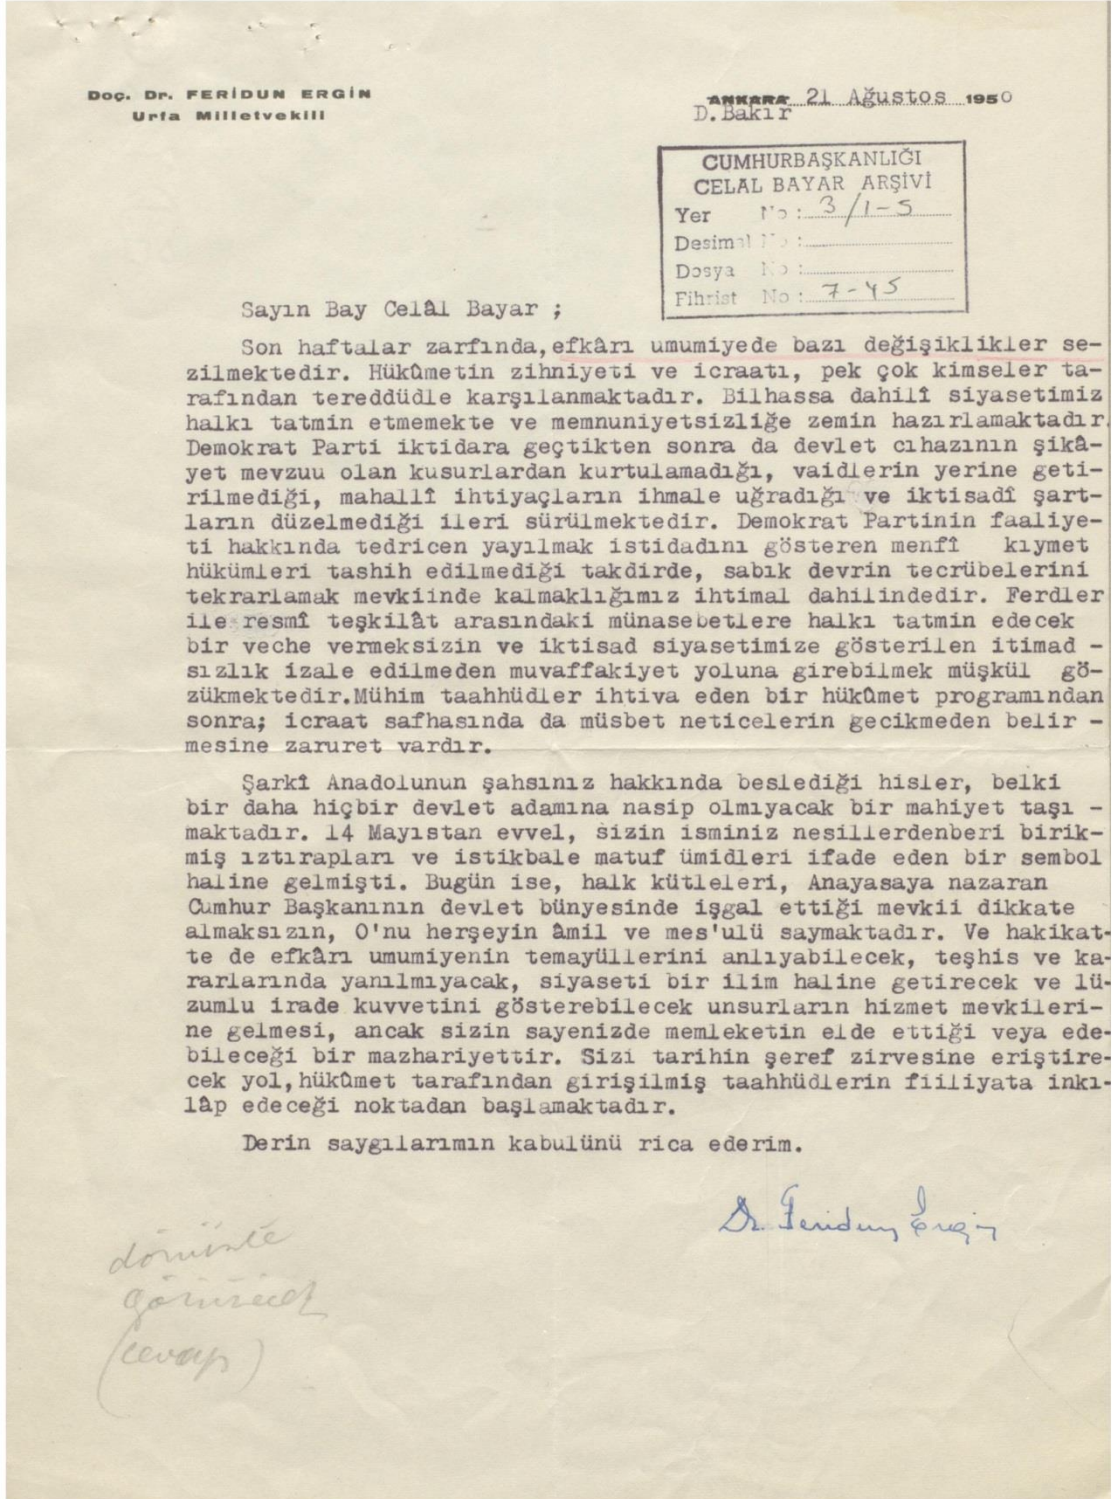 Doç. Dr. FERİDUN ERGİN
Urfa Milletvekili
ANKARA 21 Ağustos 1950
D.Bakır
CUMHURBAŞKANLIĞI
CELAL BAYAR ARŞİVİ
Yer No : 3/1-5
Desimal No :
Dosya No :
Fihrist No : 7-45
Sayın Bay Celâl Bayar ;
Son haftalar zarfında,efkârı umumiyede bazı değişiklikler se-
zilmektedir. Hükûmetin zihniyeti ve icraatı, pek çok kimseler ta-
rafından tereddüdle karşılanmaktadır. Bilhassa dahilî siyasetimiz
halkı tatmin etmemekte ve memnuniyetsizliğe zemin hazırlamaktadır.
Demokrat Parti iktidara geçtikten sonra da devlet cıhazının şikâ-
yet mevzuu olan kusurlardan kurtulamadığı, vaidlerin yerine geti-
rilmediği, mahallî ihtiyaçların ihmale uğradığı ve iktisadî şart-
ların düzelmediği ileri sürülmektedir. Demokrat Partinin faaliye-
ti hakkında tedricen yayılmak istidadını gösteren menfî kıymet
hükümleri tashih edilmediği takdirde, sabık devrin tecrübelerini
tekrarlamak mevkiinde kalmaklığımız ihtimal dahilindedir. Ferdler
ile resmî teşkilât arasındaki münasebetlere halkı tatmin edecek
bir veche vermeksizin ve iktisad siyasetimize gösterilen itimad -
sızlık izale edilmeden muvaffakiyet yoluna girebilmek müşkül gö-
zükmektedir.Mühim taahhüdler ihtiva eden bir hükûmet programından
sonra; icraat safhasında da müsbet neticelerin gecikmeden belir -
mesine zaruret vardır.
Şarkî Anadolunun şahsınız hakkında beslediği hisler, belki
bir daha hiçbir devlet adamına nasip olmıyacak bir mahiyet taşı -
maktadır. 14 Mayıstan evvel, sizin isminiz nesillerdenberi birik-
miş ıztırapları ve istikbale matuf ümidleri ifade eden bir sembol
haline gelmişti. Bugün ise, halk kütleleri, Anayasaya nazaran
Cumhur Başkanının devlet bünyesinde işgal ettiği mevkii dikkate
almaksızın, O'nu herşeyin âmil ve mes'ulü saymaktadır. Ve hakikat-
te de efkârı umumiyenin temayüllerini anlıyabilecek, teşhis ve ka-
rarlarında yanılmıyacak, siyaseti bir ilim haline getirecek ve lü-
zumlu irade kuvvetini gösterebilecek unsurların hizmet mevkileri-
ne gelmesi, ancak sizin sayenizde memleketin elde ettiği veya ede-
bileceği bir mazhariyettir. Sizi tarihin şeref zirvesine eriştire-
cek yol,hükûmet tarafından girişilmiş taahhüdlerin fiiliyata inkı-
lâp edeceği noktadan başlamaktadır.
Derin saygılarımın kabulünü rica ederim.
Dr. Feridun Ergin
dönüşte
görüşecek
(cevap)